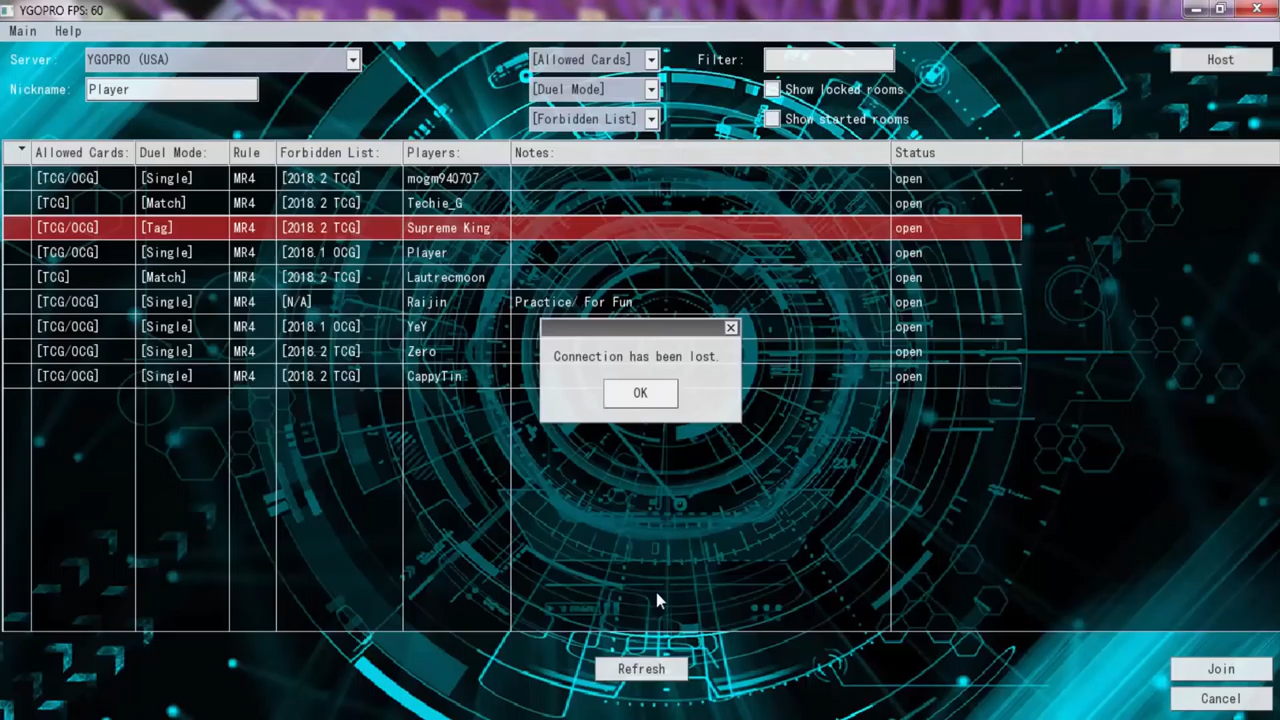 YGOPRO FPS: 60
Main Help
Server: YGOPRO (USA) [Allowed Cards] Filter: Host
Nickname: Player [Duel Mode] Show locked rooms
[Forbidden List] Show started rooms
Allowed Cards: Duel Mode: Rule Forbidden List: Players: Notes: Status
[TCG/OCG] [Single] MR4 [2018.2 TCG] mogm940707 open
[TCG] [Match] MR4 [2018.2 TCG] Techie_G open
[TCG/OCG] [Tag] MR4 [2018.2 TCG] Supreme King open
[TCG/OCG] [Single] MR4 [2018.1 OCG] Player open
[TCG] [Match] MR4 [2018.2 TCG] Lautrecmoon open
[TCG/OCG] [Single] MR4 [N/A] Raijin Practice/ For Fun open
[TCG/OCG] [Single] MR4 [2018.1 OCG] YeY open
[TCG/OCG] [Single] MR4 [2018.2 TCG] Zero open
[TCG/OCG] [Single] MR4 [2018.2 TCG] CappyTin open
Connection has been lost.
OK
234
Refresh
Join
Cancel